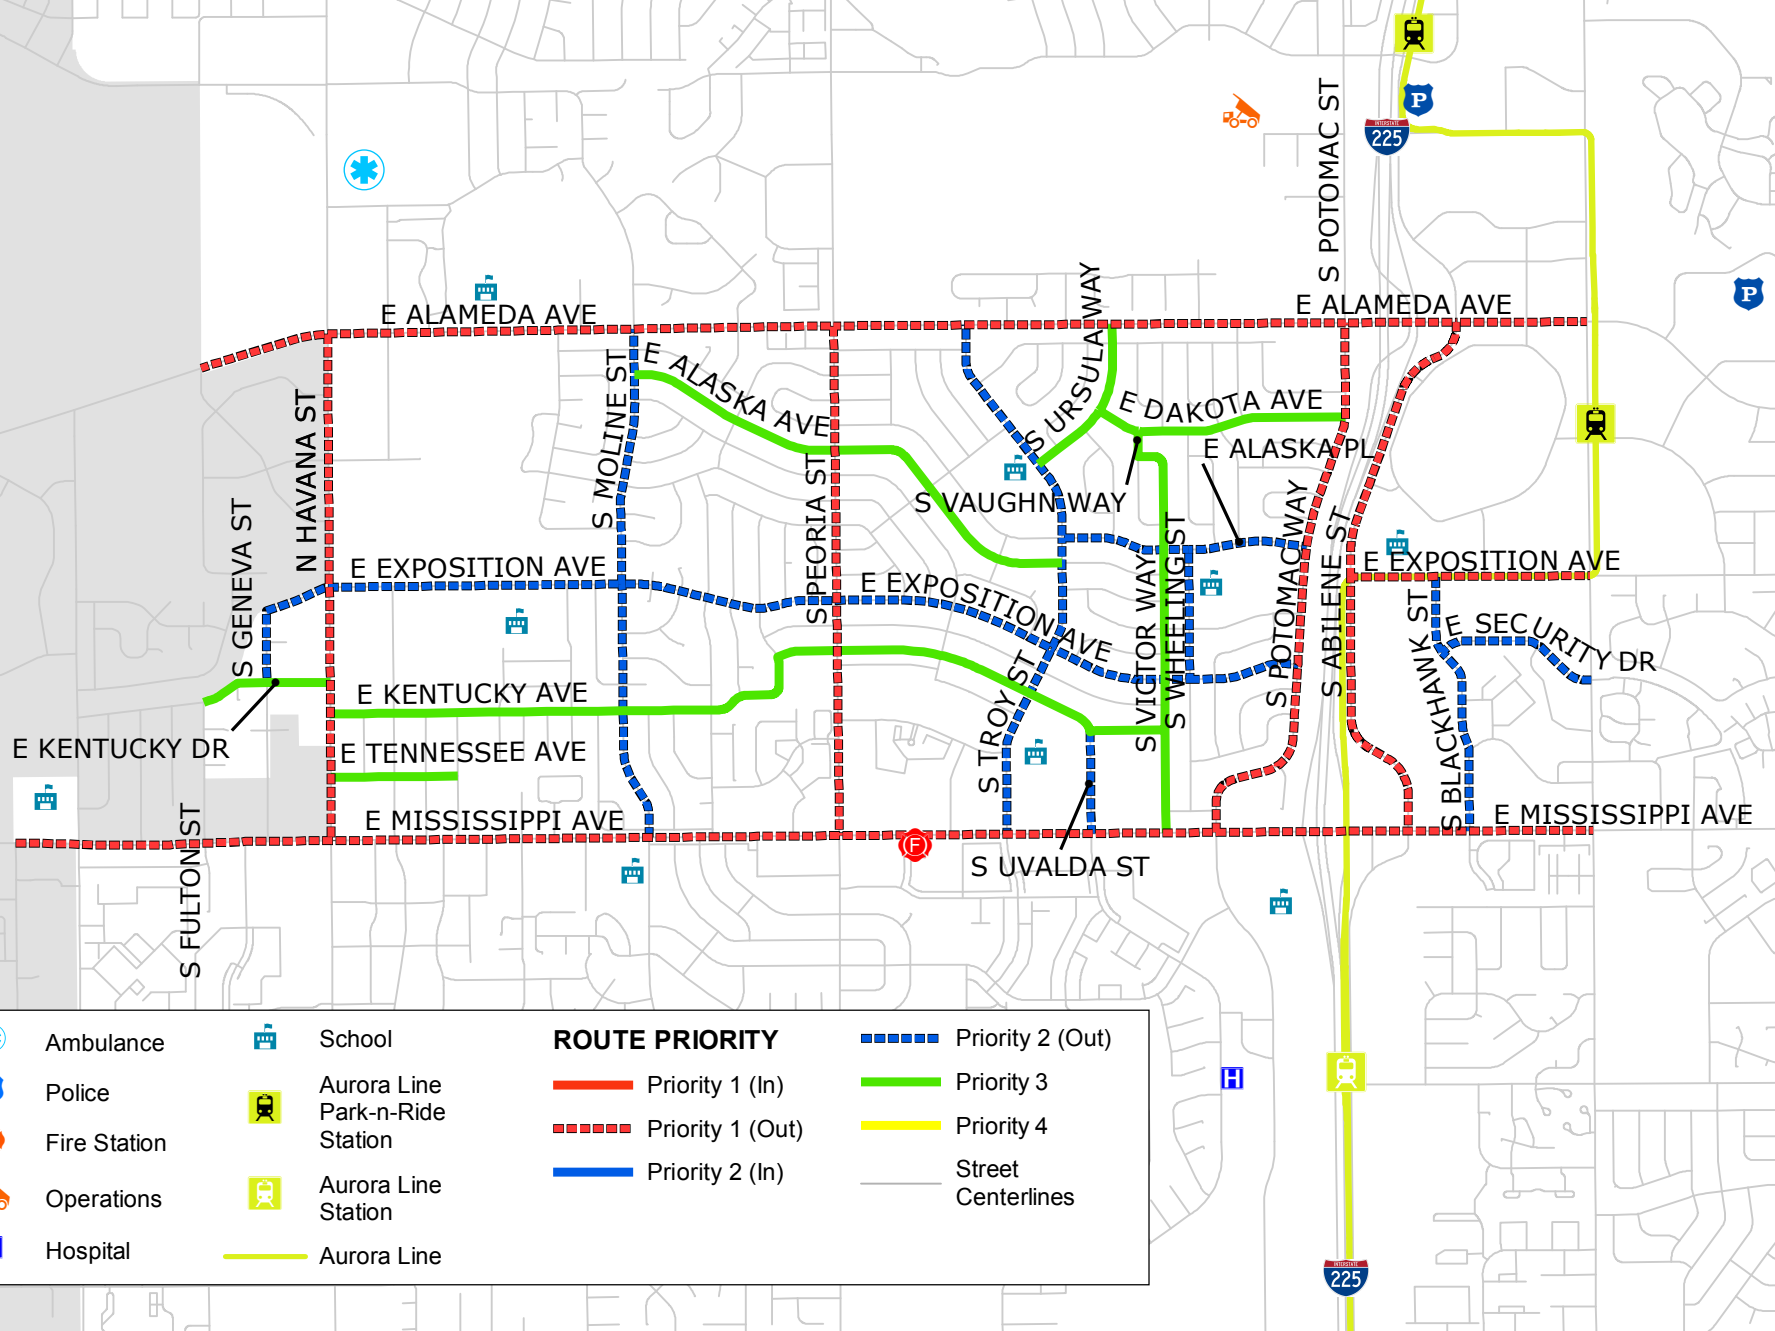 S POTOMAC ST
P
INTERSTATE
225
E ALAMEDA AVE
E ALAMEDA AVE
P
S URSULA WAY
E ALASKA AVE
S MOLINE ST
N HAVANA ST
E DAKOTA AVE
E ALASKA PL
S VAUGHN WAY
S PEORIA ST
S GENEVA ST
E EXPOSITION AVE
E EXPOSITION AVE
E EXPOSITION AVE
S VICTOR WAY
S WHEELING ST
S POTOMAC WAY
S ABILENE ST
S BLACKHAWK ST
E SECURITY DR
E KENTUCKY AVE
E KENTUCKY DR
E TENNESSEE AVE
S TROY ST
E MISSISSIPPI AVE
E MISSISSIPPI AVE
F
S UVALDA ST
S FULTON ST
Ambulance
Police
Fire Station
Operations
Hospital
School
Aurora Line
Park-n-Ride
Station
Aurora Line
Station
Aurora Line
ROUTE PRIORITY
Priority 1 (In)
Priority 1 (Out)
Priority 2 (In)
Priority 2 (Out)
Priority 3
Priority 4
Street
Centerlines
H
INTERSTATE
225